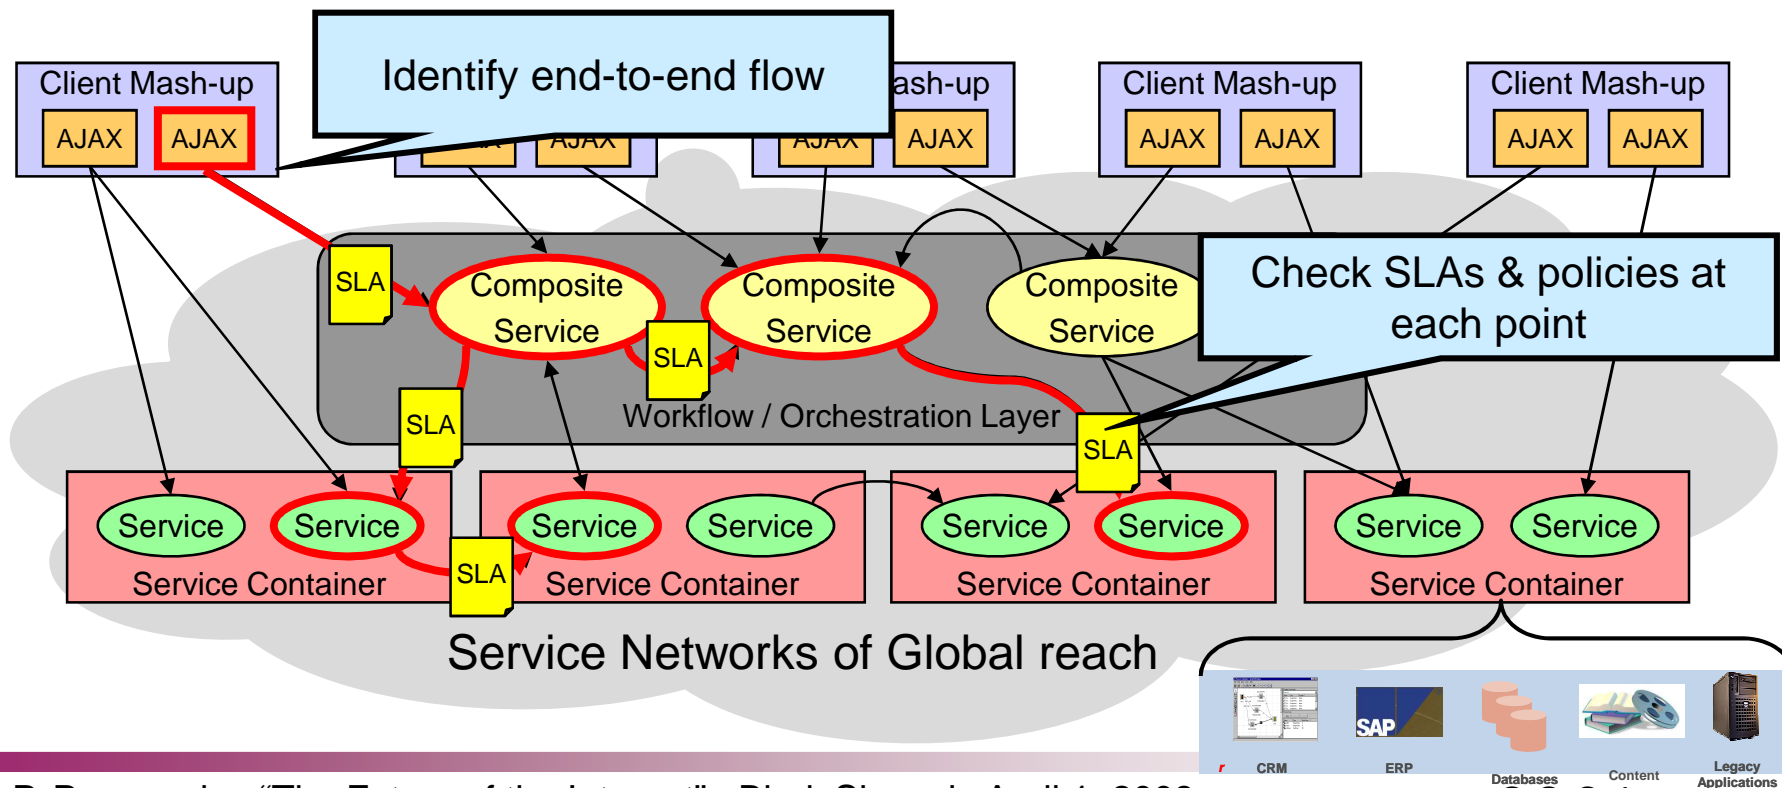 Identify end-to-end flow
Client Mash-up
ash-up
Client Mash-up
Client Mash-up
AJAX
AJAX
AJAX
AJAX
AJAX
AJAX
AJAX
AJAX
AJAX
AJAX
Check SLAs & policies at
each point
SLA
Composite
Service
Composite
Service
Composite
Service
SLA
SLA
Workflow / Orchestration Layer
SLA
Service
Service
Service
Service
Service
Service
Service
Service
SLA
Service Container
Service Container
Service Container
Service Container
Service Networks of Global reach
SAP
r
CRM
ERP
Databases
Content
Legacy
Applications